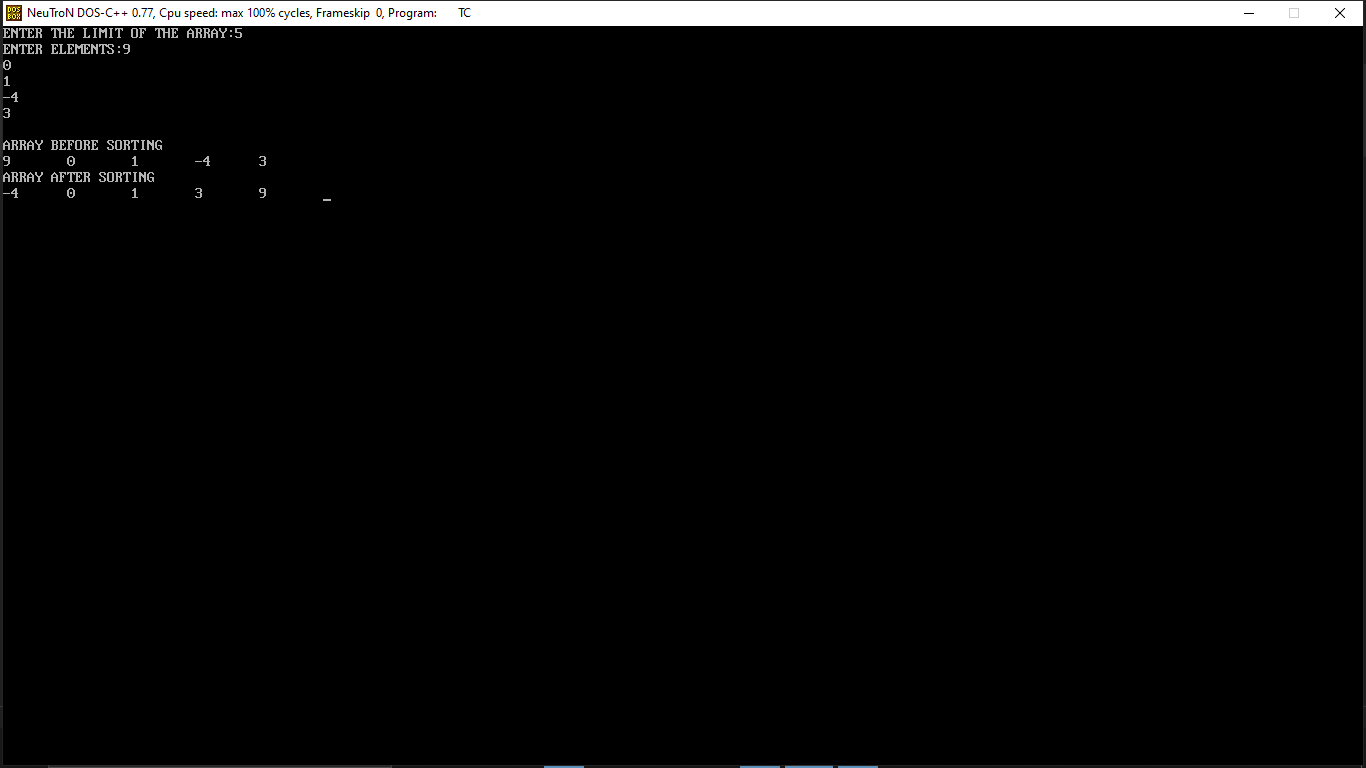 DOS BOX NeuTroN DOS-C++ 0.77, Cpu speed: max 100% cycles, Frameskip 0, Program: TC
ENTER THE LIMIT OF THE ARRAY:5
ENTER ELEMENTS:9
0
1
-4
3
ARRAY BEFORE SORTING
9 0 1 -4 3
ARRAY AFTER SORTING
-4 0 1 3 9 _